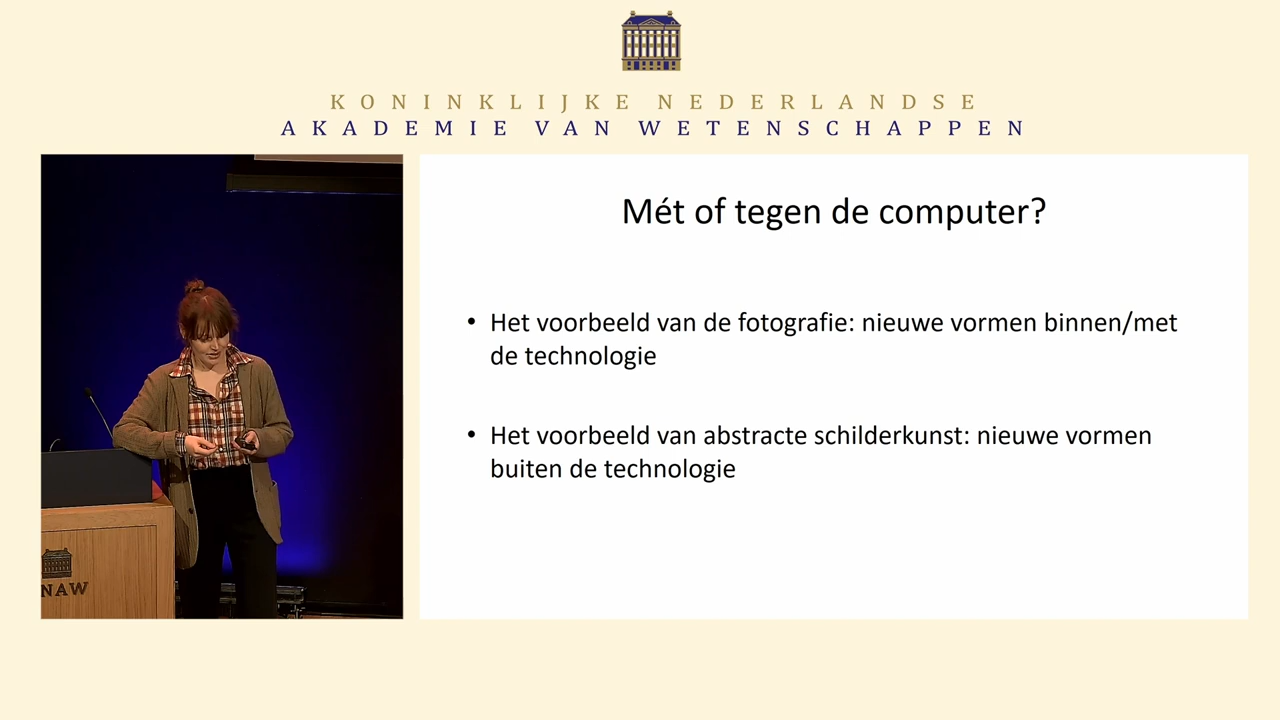 KONINKLIJKE NEDERLANDSE
AKADEMIE VAN WETENSCHAPPEN
Mét of tegen de computer?
• Het voorbeeld van de fotografie: nieuwe vormen binnen/met
de technologie
• Het voorbeeld van abstracte schilderkunst: nieuwe vormen
buiten de technologie
NAW